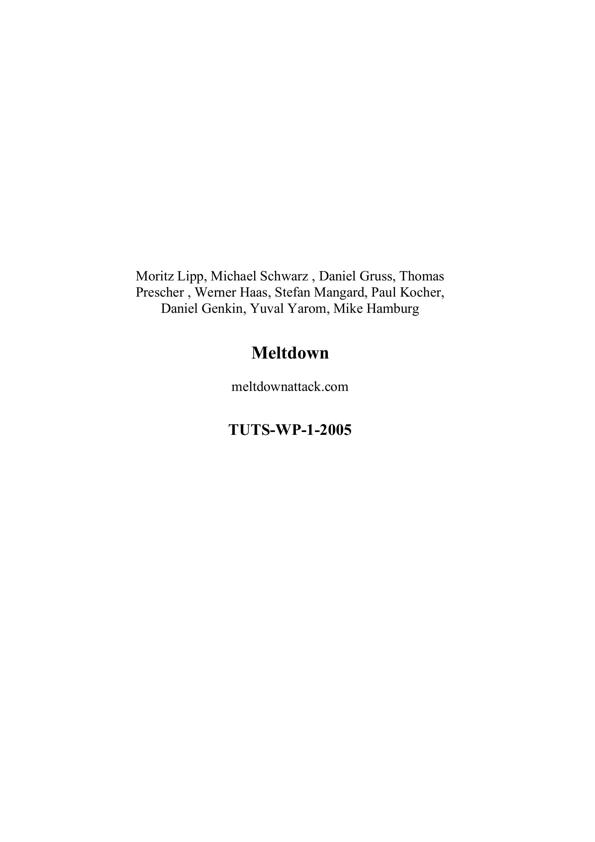 Moritz Lipp, Michael Schwarz , Daniel Gruss, Thomas
Prescher , Werner Haas, Stefan Mangard, Paul Kocher,
Daniel Genkin, Yuval Yarom, Mike Hamburg
Meltdown
meltdownattack.com
TUTS-WP-1-2005